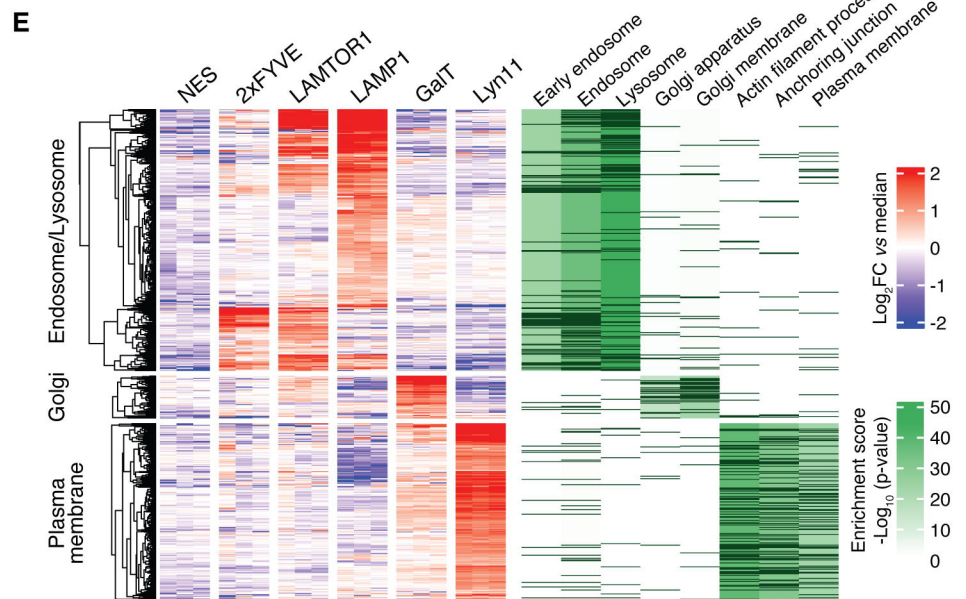 E
NES
2xFYVE
LAMTOR1
LAMP1
GalT
Lyn11
Early endosome
Endosome
Lysosome
Golgi apparatus
Golgi membrane
Actin filament
Anchoring junction
Plasma membrane
Endosome/Lysosome
Golgi
Plasma
membrane
Log2FC vs median
2
1
0
-1
-2
Enrichment score
-Log10 (p-value)
50
40
30
20
10
0